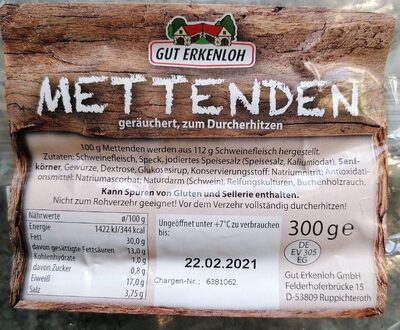 GUT ERKENLOH
METTENDEN
geräuchert, zum Durcherhitzen
100 g Mettenden werden aus 112 g Schweinefleisch hergestellt.
Zutaten: Schweinefleisch, Speck, jodiertes Speisesalz (Speisesalz, Kaliumjodat), Senf-
körner, Gewürze, Dextrose, Glukosesirup, Konservierungsstoff: Natriumnitrit; Antioxidati-
onsmittel: Natriumascorbat; Naturdarm (Schwein), Reifungskulturen, Buchenholzrauch.
Kann Spuren von Gluten und Sellerie enthalten.
Nicht zum Rohverzehr geeignet! Vor dem Verzehr vollständig durcherhitzen!
Nährwerte ø/100 g
Energie 1422 kJ/344 kcal
Fett 30,0 g
davon gesättigte Fettsäuren 13,0 g
Kohlenhydrate 1,0 g
davon Zucker 0,8 g
Eiweiß 17,0 g
Salz 3,75 g
Ungeöffnet unter +7°C zu verbrauchen
bis:
22.02.2021
Chargen-Nr.: 6381062
300 g e
DE
EV 305
EG
Gut Erkenloh GmbH
Felderhoferbrücke 15
D-53809 Ruppichteroth